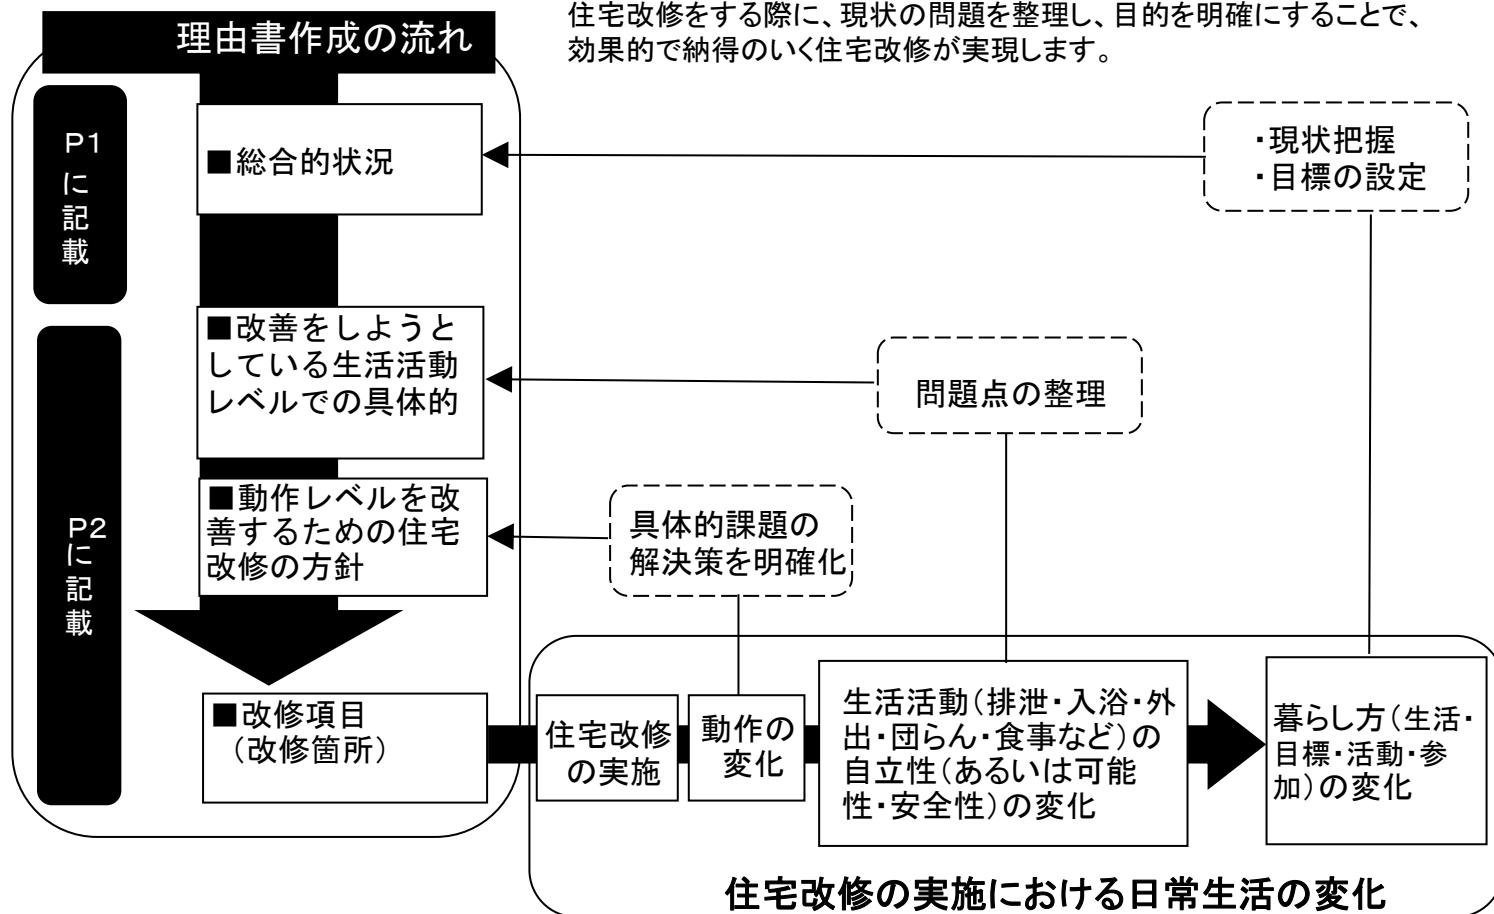 理由書作成の流れ
住宅改修をする際に、現状の問題を整理し、目的を明確にすることで、
効果的で納得のいく住宅改修が実現します。
P1に記載
■総合的状況
・現状把握
・目標の設定
P2に記載
■改善をしようと
している生活活動
レベルでの具体的
問題点の整理
■動作レベルを改
善するための住宅
改修の方針
具体的課題の
解決策を明確化
■改修項目
(改修箇所)
住宅改修
の実施
動作の
変化
生活活動(排泄・入浴・外
出・団らん・食事など)の
自立性(あるいは可能
性・安全性)の変化
暮らし方(生活・
目標・活動・参
加)の変化
住宅改修の実施における日常生活の変化